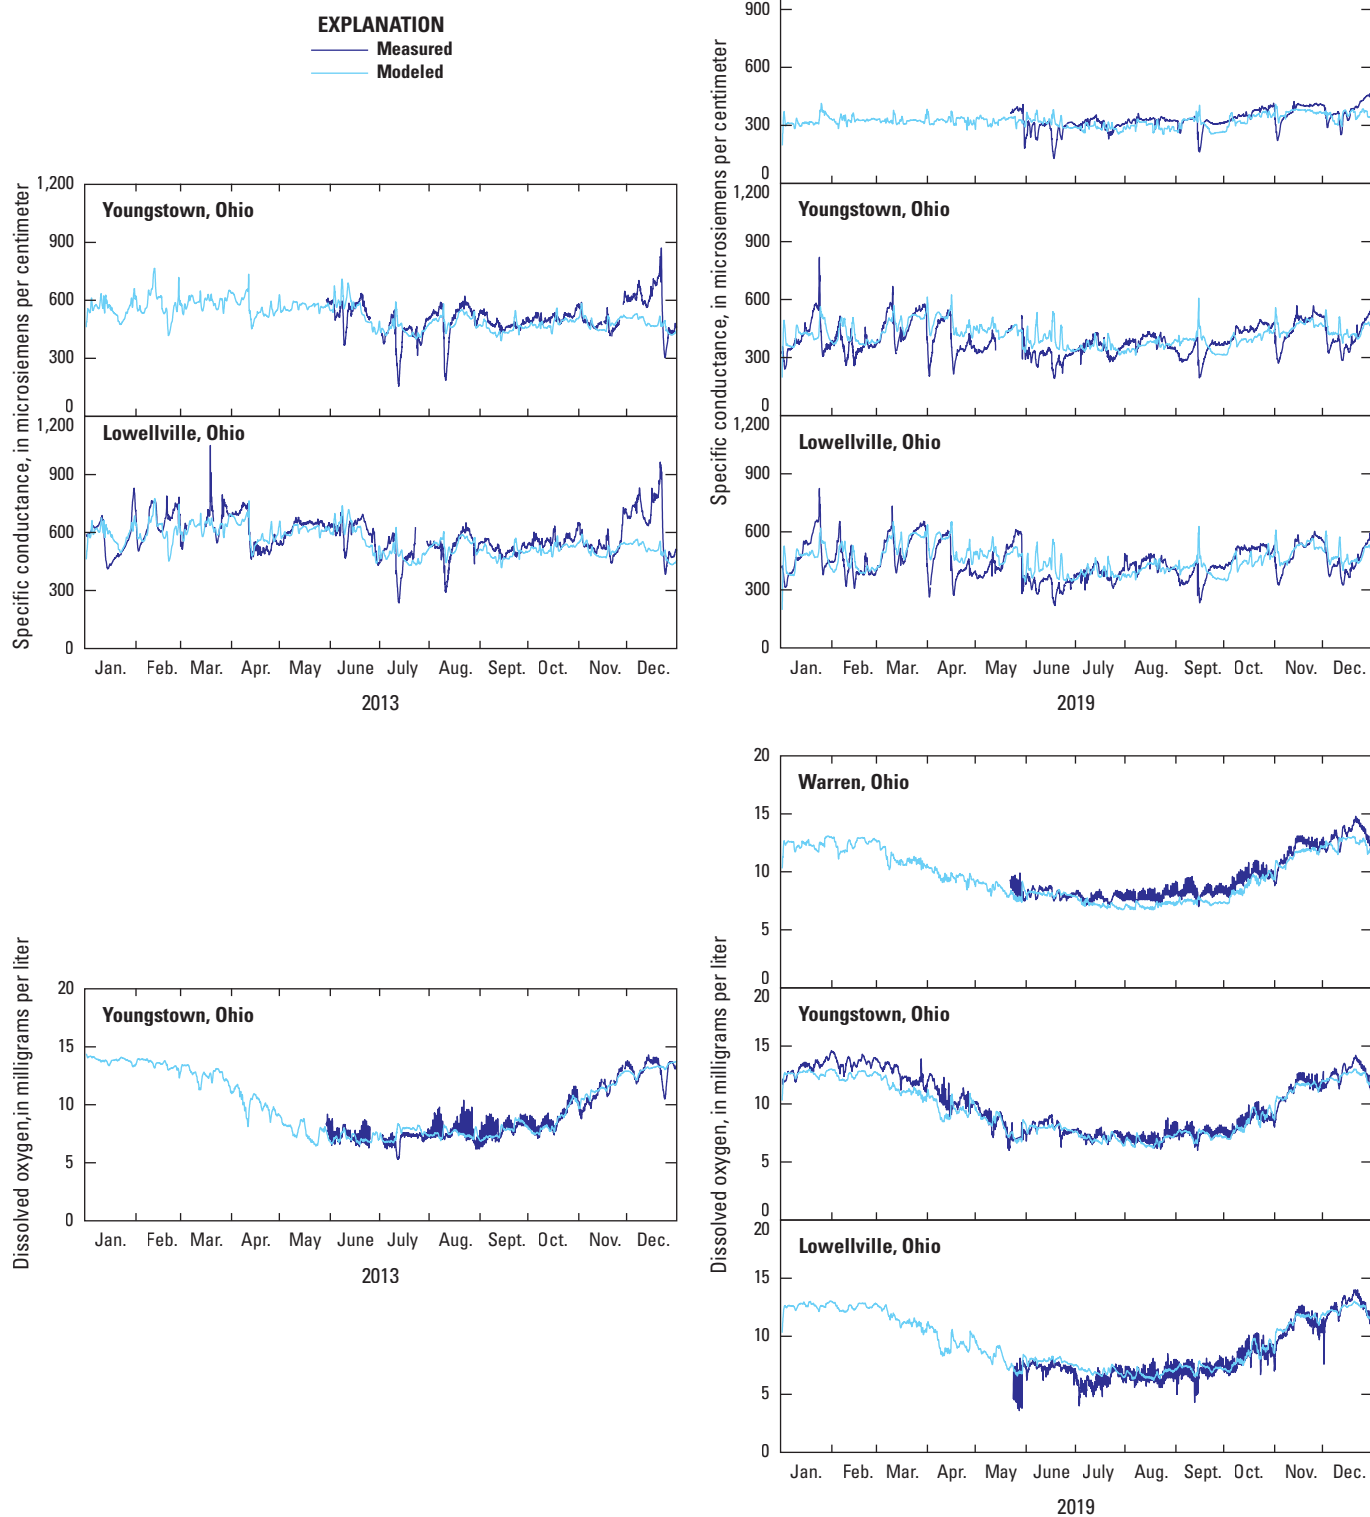 EXPLANATION
Measured
Modeled
Specific conductance, in microsiemens per centimeter
1,200
900
600
300
0
Youngstown, Ohio
1,200
900
600
300
0
Lowellville, Ohio
Jan. Feb. Mar. Apr. May June July Aug. Sept. Oct. Nov. Dec.
2013
Specific conductance, in microsiemens per centimeter
900
600
300
0
1,200
900
600
300
0
Youngstown, Ohio
1,200
900
600
300
0
Lowellville, Ohio
Jan. Feb. Mar. Apr. May June July Aug. Sept. Oct. Nov. Dec.
2019
Dissolved oxygen,in milligrams per liter
20
15
10
5
0
Youngstown, Ohio
Jan. Feb. Mar. Apr. May June July Aug. Sept. Oct. Nov. Dec.
2013
Dissolved oxygen, in milligrams per liter
20
15
10
5
0
Warren, Ohio
20
15
10
5
0
Youngstown, Ohio
20
15
10
5
0
Lowellville, Ohio
Jan. Feb. Mar. Apr. May June July Aug. Sept. Oct. Nov. Dec.
2019